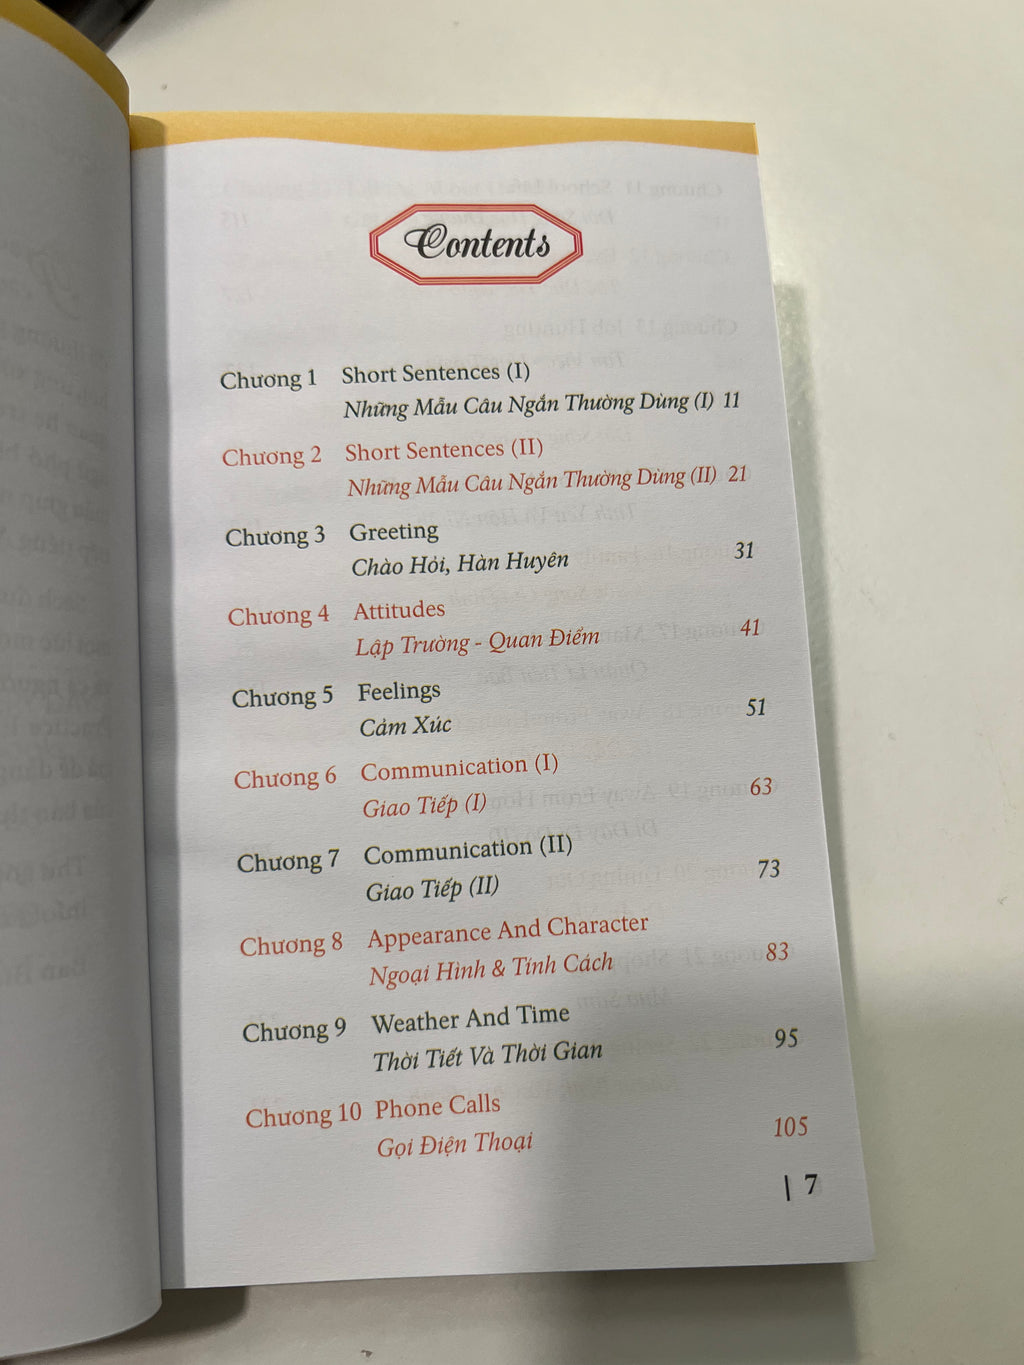 Contents
Chương 1 Short Sentences (I)
Những Mẫu Câu Ngắn Thường Dùng (I) 11
Chương 2 Short Sentences (II)
Những Mẫu Câu Ngắn Thường Dùng (II) 21
Chương 3 Greeting
Chào Hỏi, Hàn Huyên 31
Chương 4 Attitudes
Lập Trường - Quan Điểm 41
Chương 5 Feelings
Cảm Xúc 51
Chương 6 Communication (I)
Giao Tiếp (I) 63
Chương 7 Communication (II)
Giao Tiếp (II) 73
Chương 8 Appearance And Character
Ngoại Hình & Tính Cách 83
Chương 9 Weather And Time
Thời Tiết Và Thời Gian 95
Chương 10 Phone Calls
Gọi Điện Thoại 105
| 7